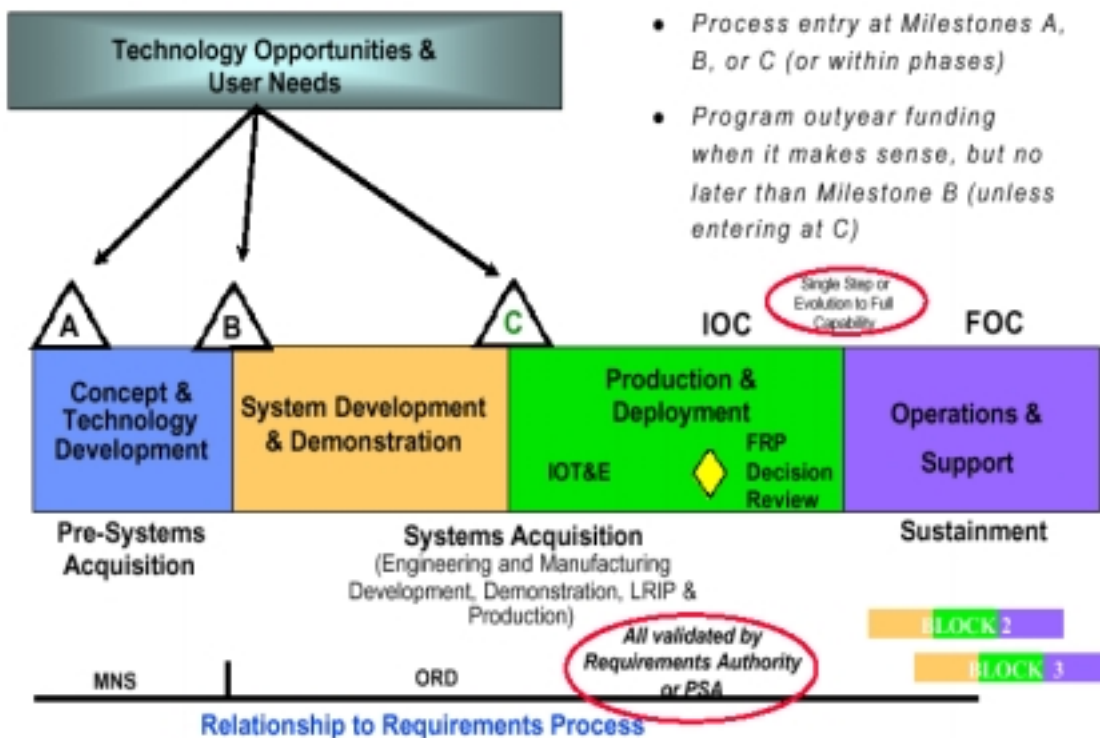 Technology Opportunities &
User Needs
● Process entry at Milestones A,
B, or C (or within phases)
● Program outyear funding
when it makes sense, but no
later than Milestone B (unless
entering at C)
A
B
C
IOC
Single Step or
Evolution to Full
Capability
FOC
Concept &
Technology
Development
System Development
& Demonstration
Production &
Deployment
IOT&E
FRP
Decision
Review
Operations &
Support
Pre-Systems
Acquisition
Systems Acquisition
(Engineering and Manufacturing
Development, Demonstration, LRIP &
Production)
Sustainment
BLOCK 2
BLOCK 3
All validated by
Requirements Authority
or PSA
MNS
ORD
Relationship to Requirements Process